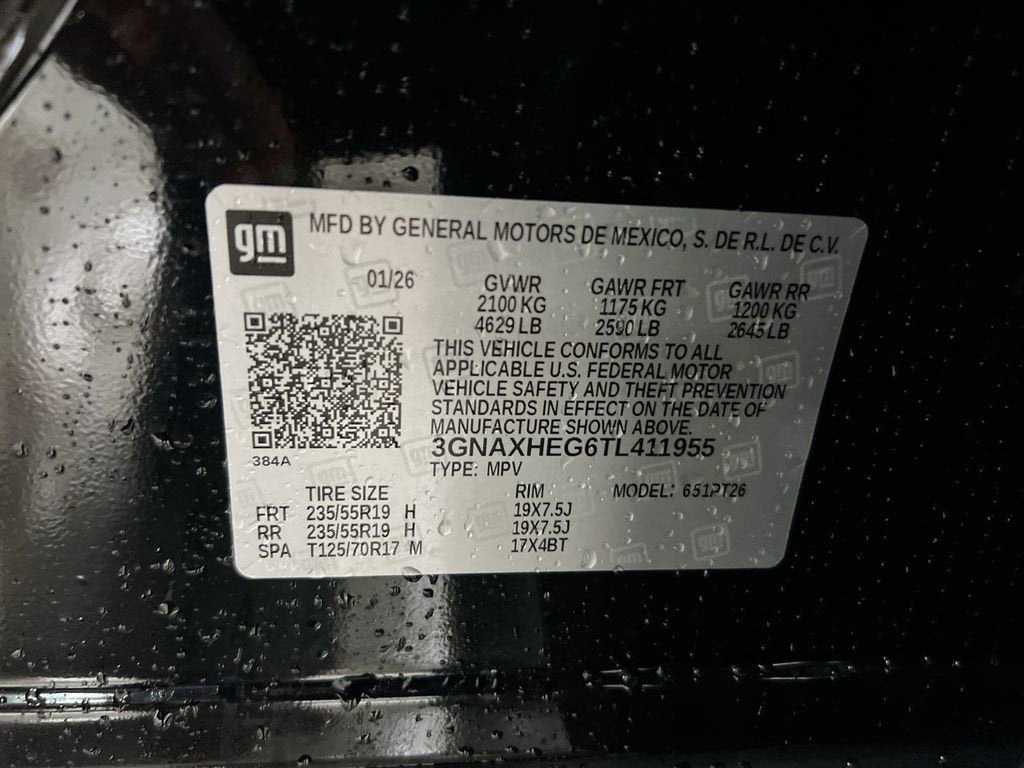 gm
MFD BY GENERAL MOTORS DE MEXICO, S. DE R.L. DE C.V.
01/26 GVWR GAWR FRT GAWR RR
2100 KG 1175 KG 1200 KG
4629 LB 2590 LB 2645 LB
THIS VEHICLE CONFORMS TO ALL
APPLICABLE U.S. FEDERAL MOTOR
VEHICLE SAFETY AND THEFT PREVENTION
STANDARDS IN EFFECT ON THE DATE OF
MANUFACTURE SHOWN ABOVE.
3GNAXHEG6TL411955
384A
TYPE: MPV
TIRE SIZE RIM MODEL: 651PT26
FRT 235/55R19 H 19X7.5J
RR 235/55R19 H 19X7.5J
SPA T125/70R17 M 17X4BT